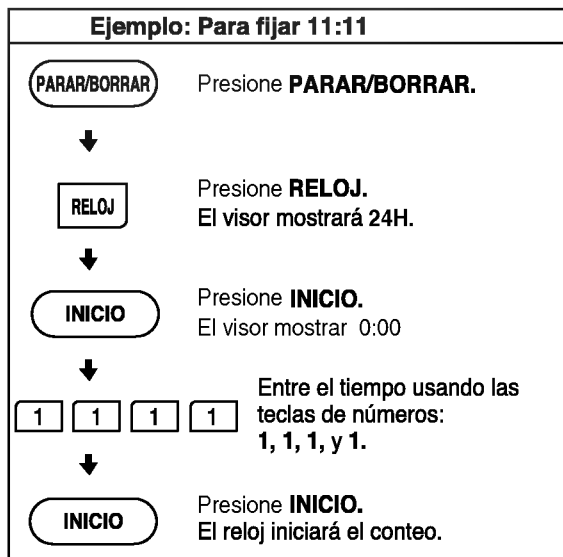 Ejemplo: Para fijar 11:11
PARAR/BORRAR
Presione PARAR/BORRAR.
RELOJ
Presione RELOJ.
El visor mostrará 24H.
INICIO
Presione INICIO.
El visor mostrar 0:00
1 1 1 1
Entre el tiempo usando las
teclas de números:
1, 1, 1, y 1.
INICIO
Presione INICIO.
El reloj iniciará el conteo.